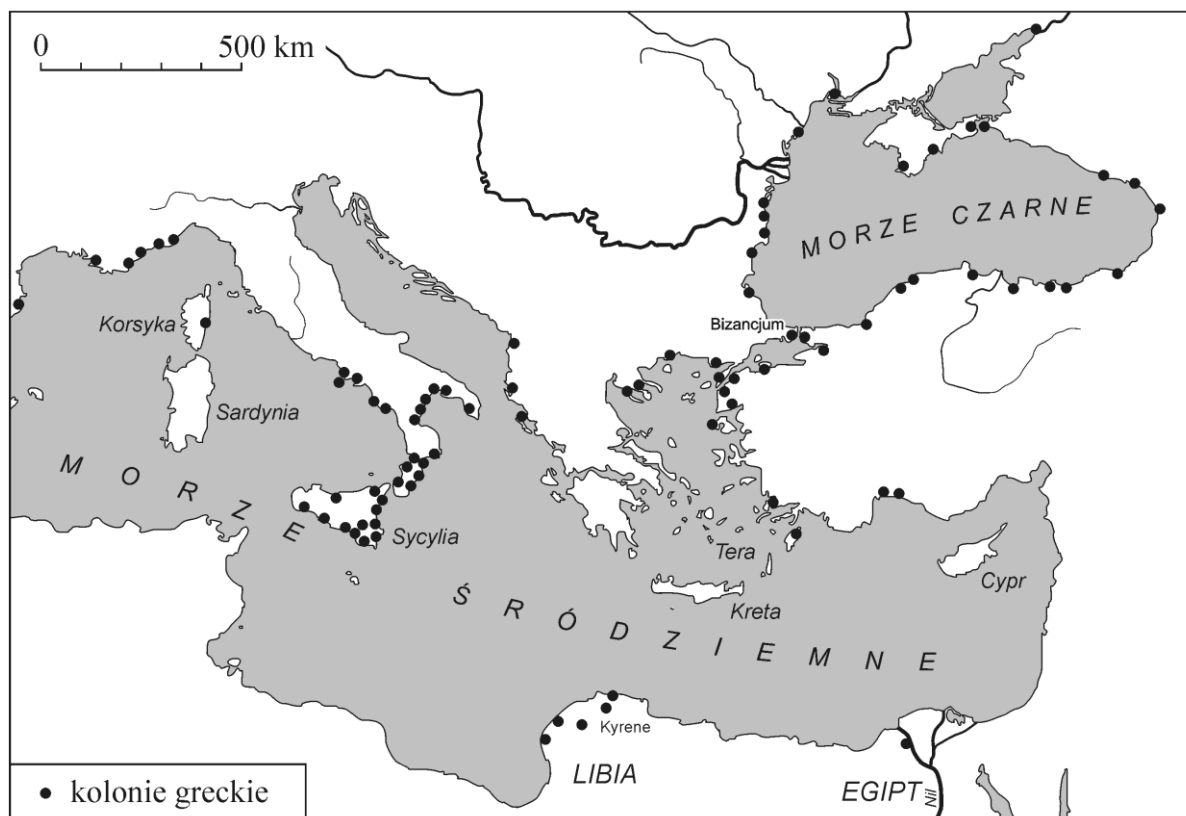 0 500 km
MORZE CZARNE
Bizancjum
Korsyka
Sardynia
MORZE
Sycylia
Tera
Cypr
Kreta
ŚRÓDZIEMNE
Kyrene
LIBIA
EGIPT
Nil
kolonie greckie